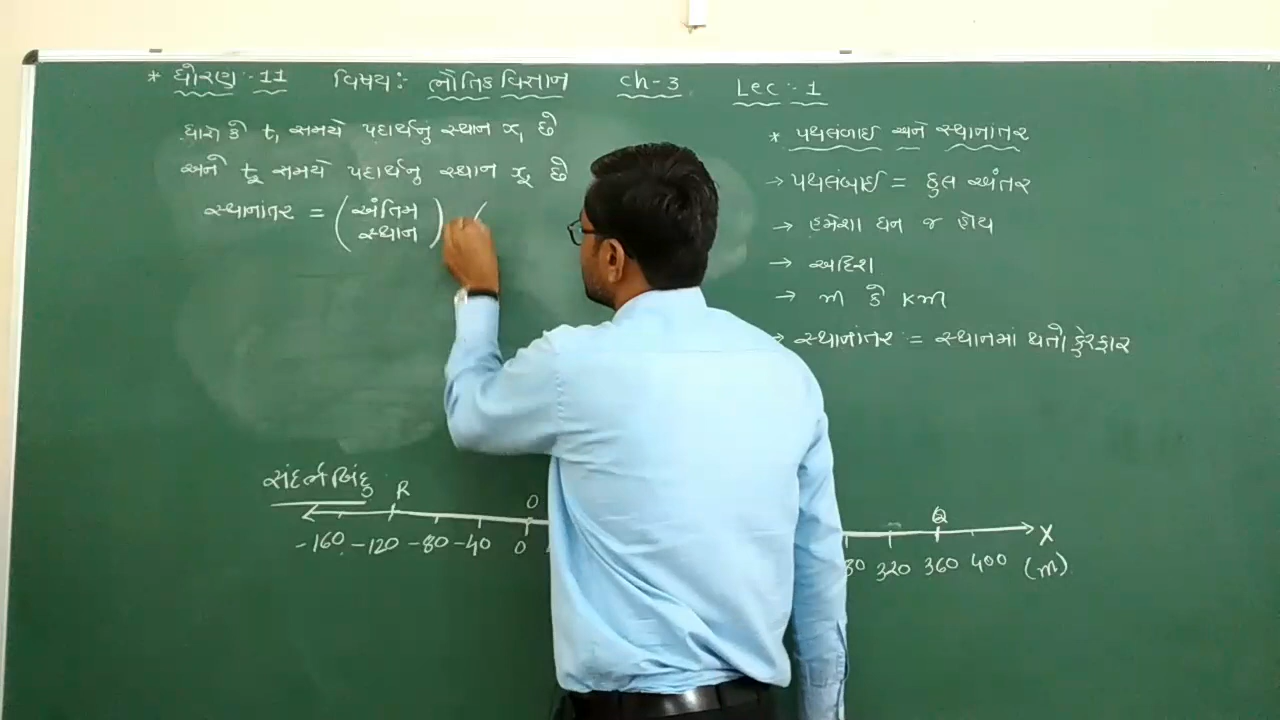 * ધોરણ :- 11 વિષય : ભૌતિક વિજ્ઞાન ch-3 Lec :- 1
ધારો કે t₁ સમયે પદાર્થનું સ્થાન x₁ છે
અને t₂ સમયે પદાર્થનું સ્થાન x₂ છે
સ્થાનાંતર = (અંતિમ સ્થાન) (
* પથલંબાઈ અને સ્થાનાંતર
→ પથલંબાઈ = કુલ અંતર
→ હમેશા ધન જ હોય
→ અદિશ
→ m કે km
→ સ્થાનાંતર = સ્થાનમાં થતો ફેરફાર
સંદર્ભબિંદુ
R O Q X
-160 -120 -80 -40 0 320 360 400 (m)